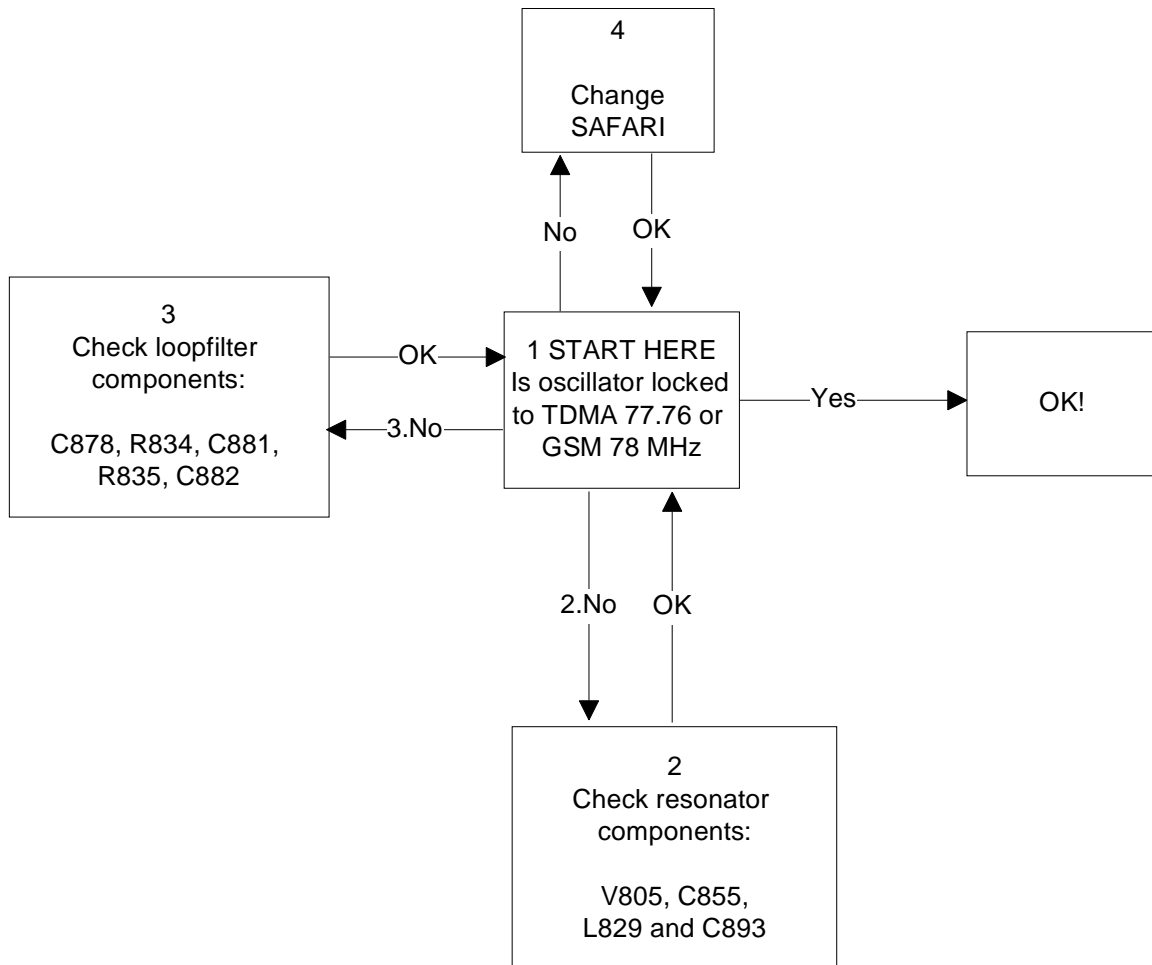 4
Change
SAFARI
No
OK
3
Check loopfilter
components:
C878, R834, C881,
R835, C882
OK
3.No
1 START HERE
Is oscillator locked
to TDMA 77.76 or
GSM 78 MHz
Yes
OK!
2.No
OK
2
Check resonator
components:
V805, C855,
L829 and C893